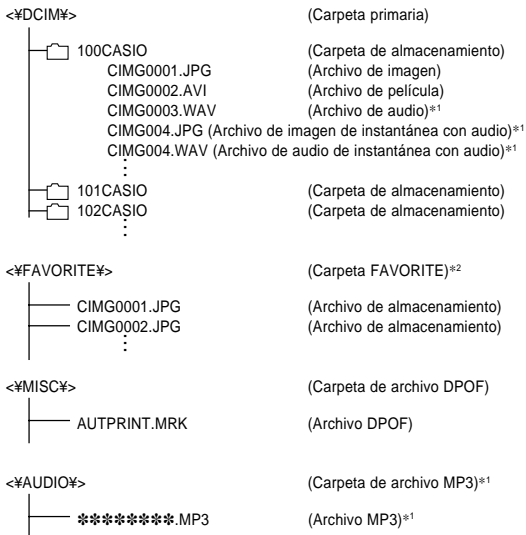 <¥DCIM¥> (Carpeta primaria)
100CASIO (Carpeta de almacenamiento)
CIMG0001.JPG (Archivo de imagen)
CIMG0002.AVI (Archivo de película)
CIMG0003.WAV (Archivo de audio)*1
CIMG004.JPG (Archivo de imagen de instantánea con audio)*1
CIMG004.WAV (Archivo de audio de instantánea con audio)*1
101CASIO (Carpeta de almacenamiento)
102CASIO (Carpeta de almacenamiento)
<¥FAVORITE¥> (Carpeta FAVORITE)*2
CIMG0001.JPG (Archivo de almacenamiento)
CIMG0002.JPG (Archivo de almacenamiento)
<¥MISC¥> (Carpeta de archivo DPOF)
AUTPRINT.MRK (Archivo DPOF)
<¥AUDIO¥> (Carpeta de archivo MP3)*1
✽✽✽✽✽✽✽✽.MP3 (Archivo MP3)*1